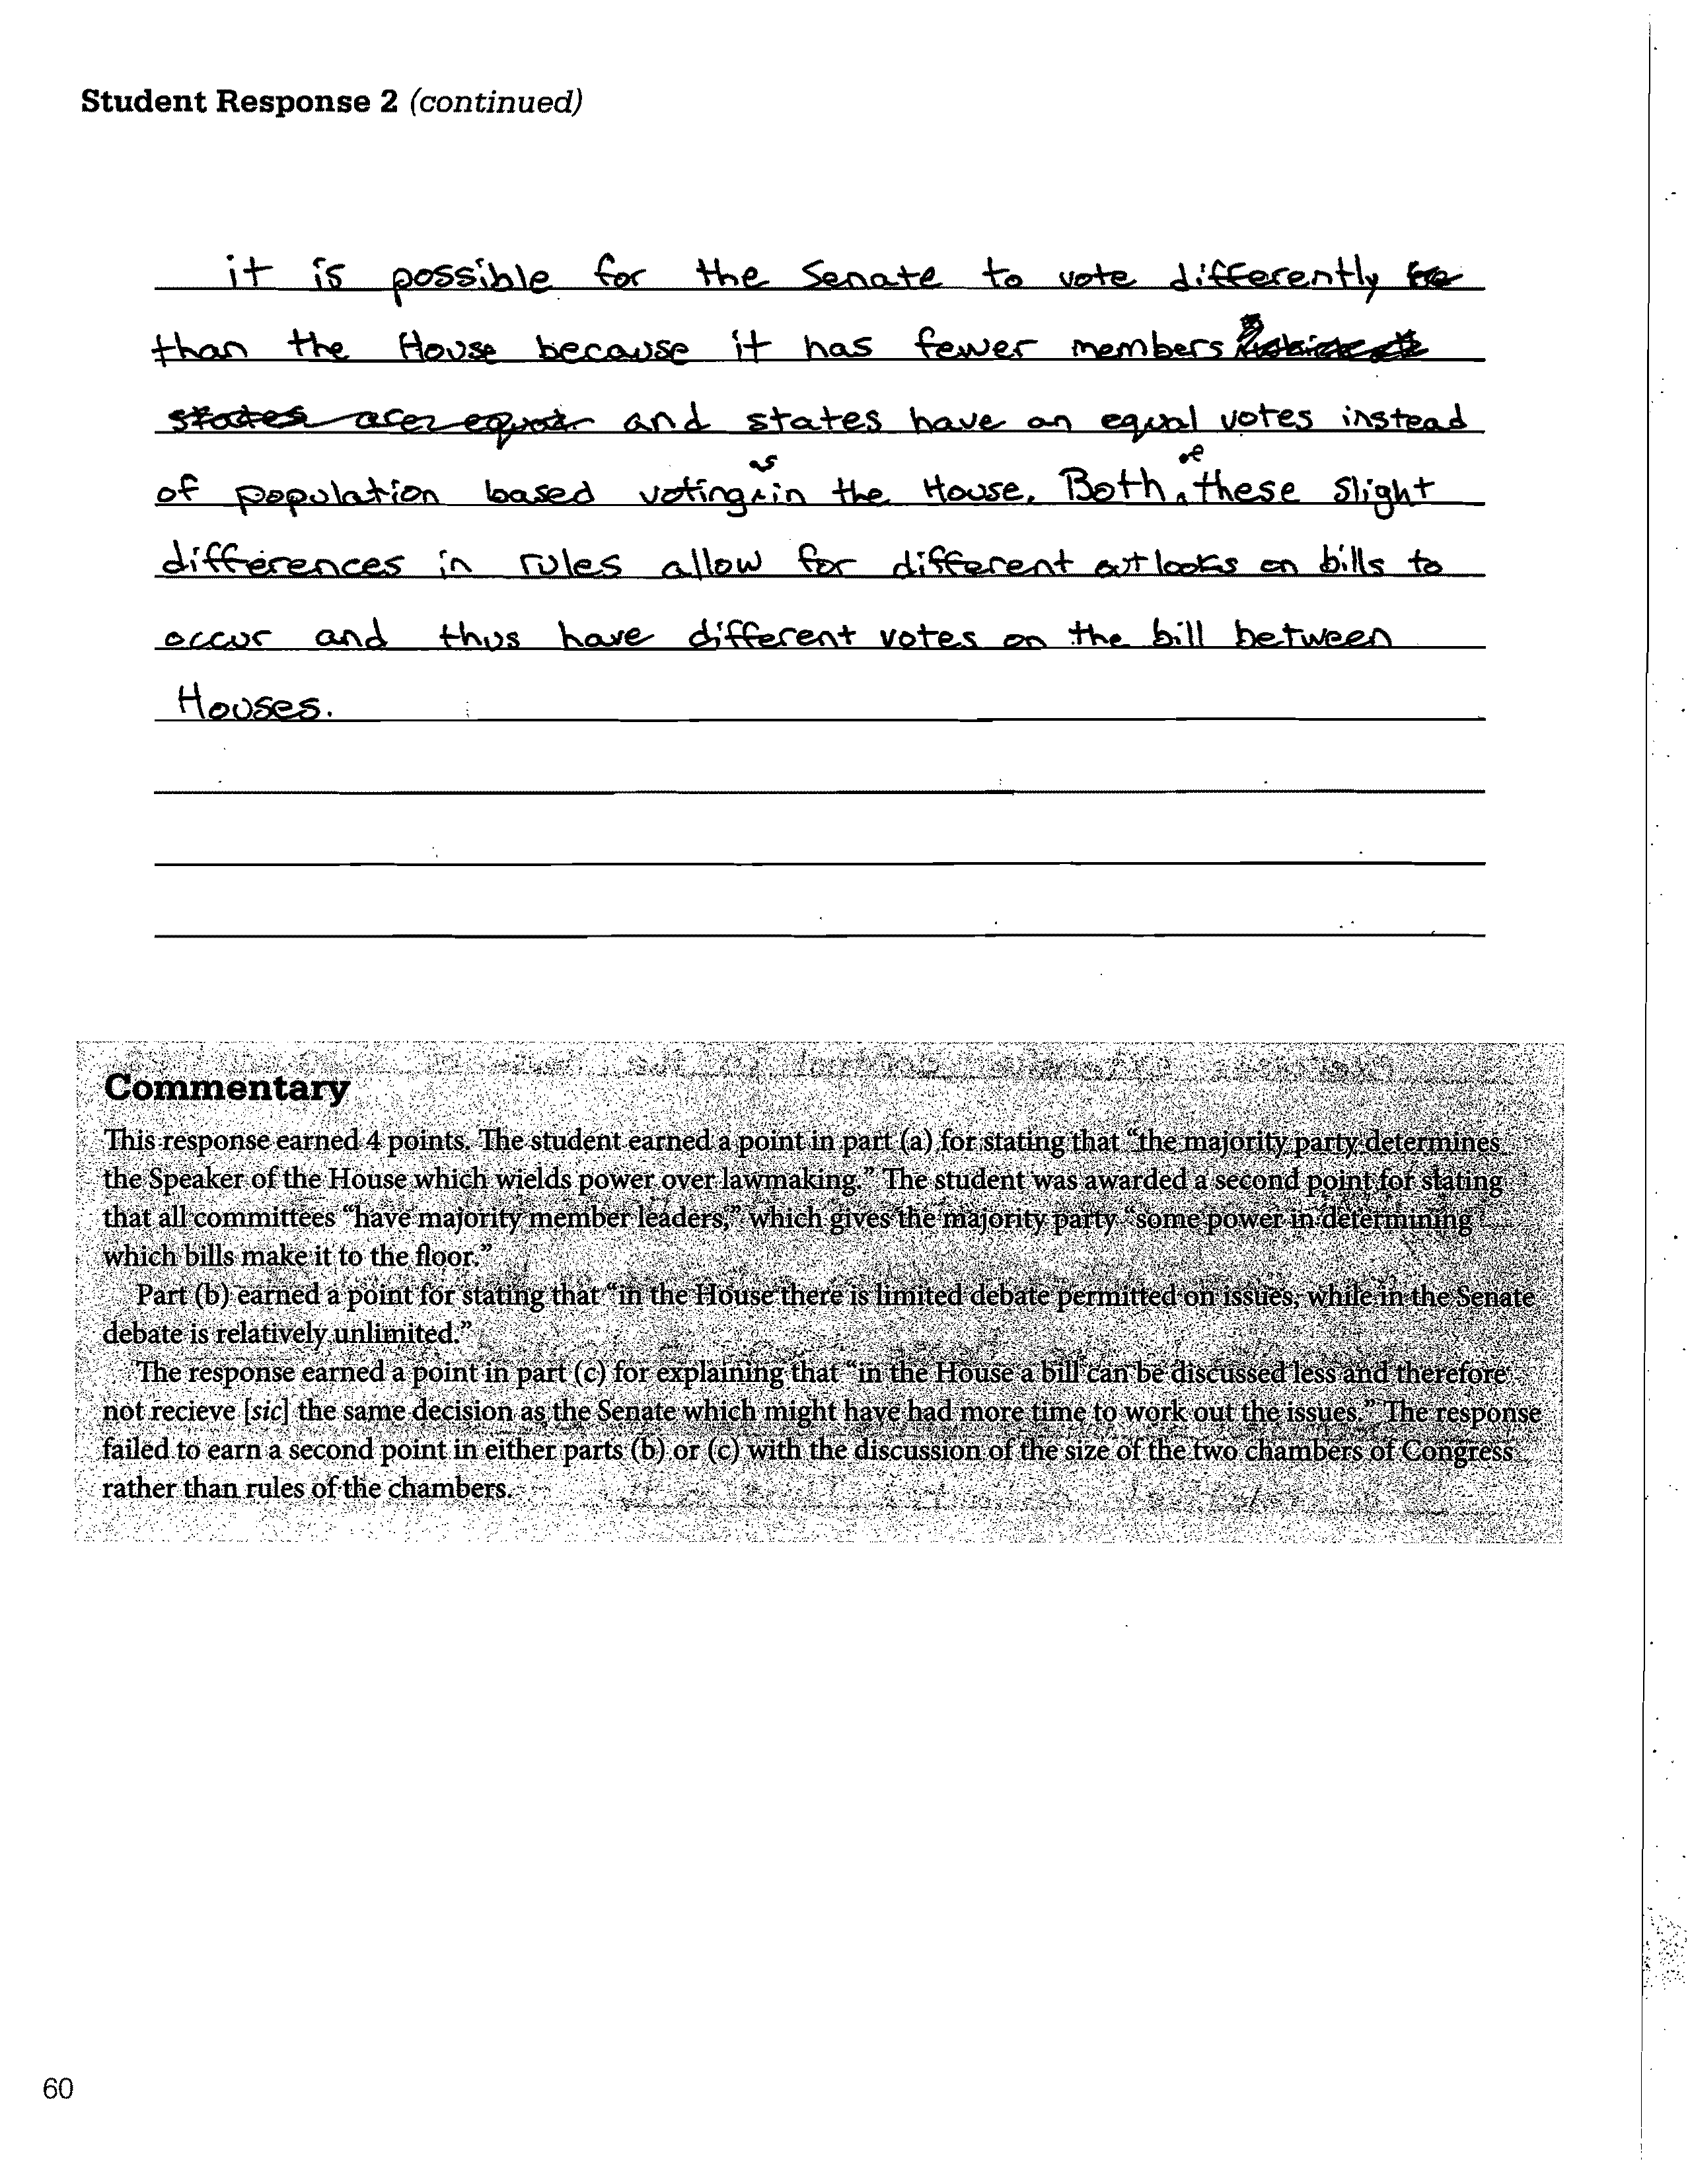 Student Response 2 (continued)
it is possible for the Senate to vote differently
than the House because it has fewer members
states are equal and states have an equal votes instead
of population based voting as in the House. Both of these slight
differences in rules allow for different outlooks on bills to
occur and thus have different votes on the bill between
Houses.
Commentary
This response earned 4 points. The student earned a point in part (a) for stating that “the majority party determines
the Speaker of the House which wields power over lawmaking.” The student was awarded a second point for stating
that all committees “have majority member leaders,” which gives the majority party “some power in determining
which bills make it to the floor.”
Part (b) earned a point for stating that “in the House there is limited debate permitted on issues, while in the Senate
debate is relatively unlimited.”
The response earned a point in part (c) for explaining that “in the House a bill can be discussed less and therefore
not recieve [sic] the same decision as the Senate which might have had more time to work out the issues.” The response
failed to earn a second point in either parts (b) or (c) with the discussion of the size of the two chambers of Congress
rather than rules of the chambers.
60